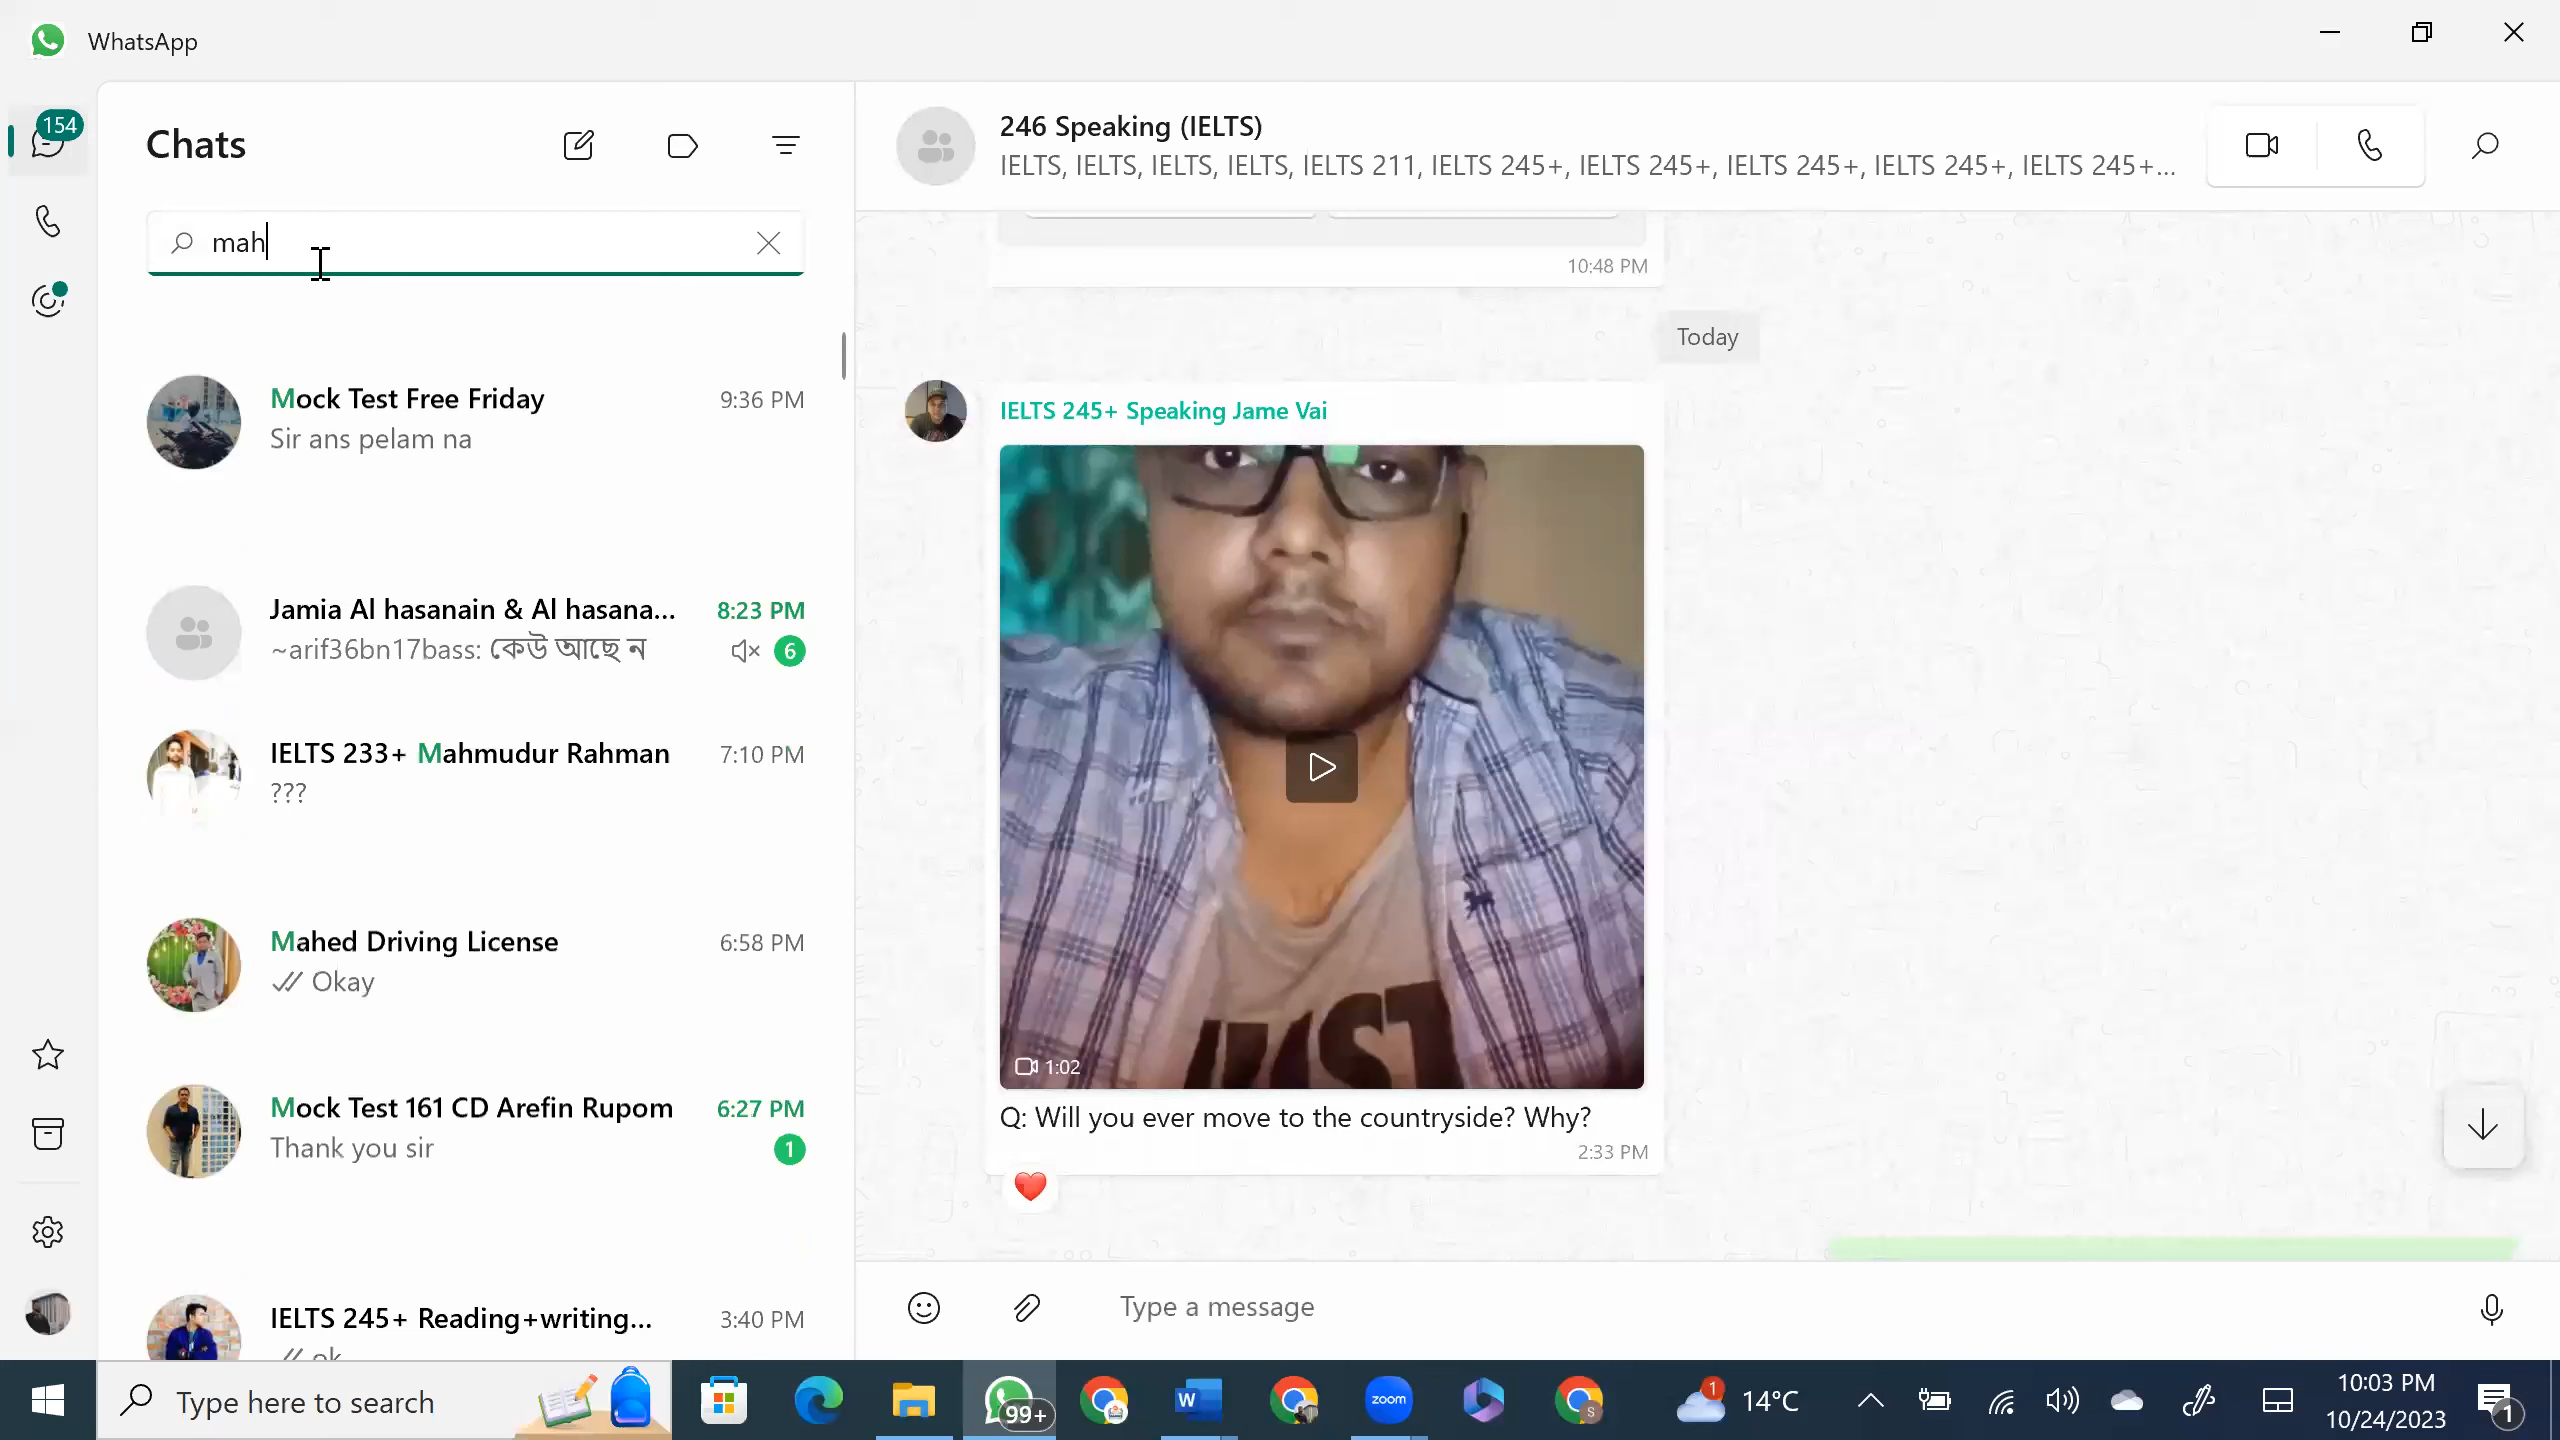 WhatsApp
154
Chats
mah
Mock Test Free Friday
9:36 PM
Sir ans pelam na
Jamia Al hasanain & Al hasana...
8:23 PM
~arif36bn17bass: কেউ আছে ন
6
IELTS 233+ Mahmudur Rahman
7:10 PM
???
Mahed Driving License
6:58 PM
Okay
Mock Test 161 CD Arefin Rupom
6:27 PM
Thank you sir
1
IELTS 245+ Reading+writing...
3:40 PM
ok
246 Speaking (IELTS)
IELTS, IELTS, IELTS, IELTS, IELTS 211, IELTS 245+, IELTS 245+, IELTS 245+, IELTS 245+, IELTS 245+...
10:48 PM
Today
IELTS 245+ Speaking Jame Vai
1:02
Q: Will you ever move to the countryside? Why?
2:33 PM
Type a message
Type here to search
99+
W
zoom
S
1
14°C
10:03 PM
10/24/2023
1